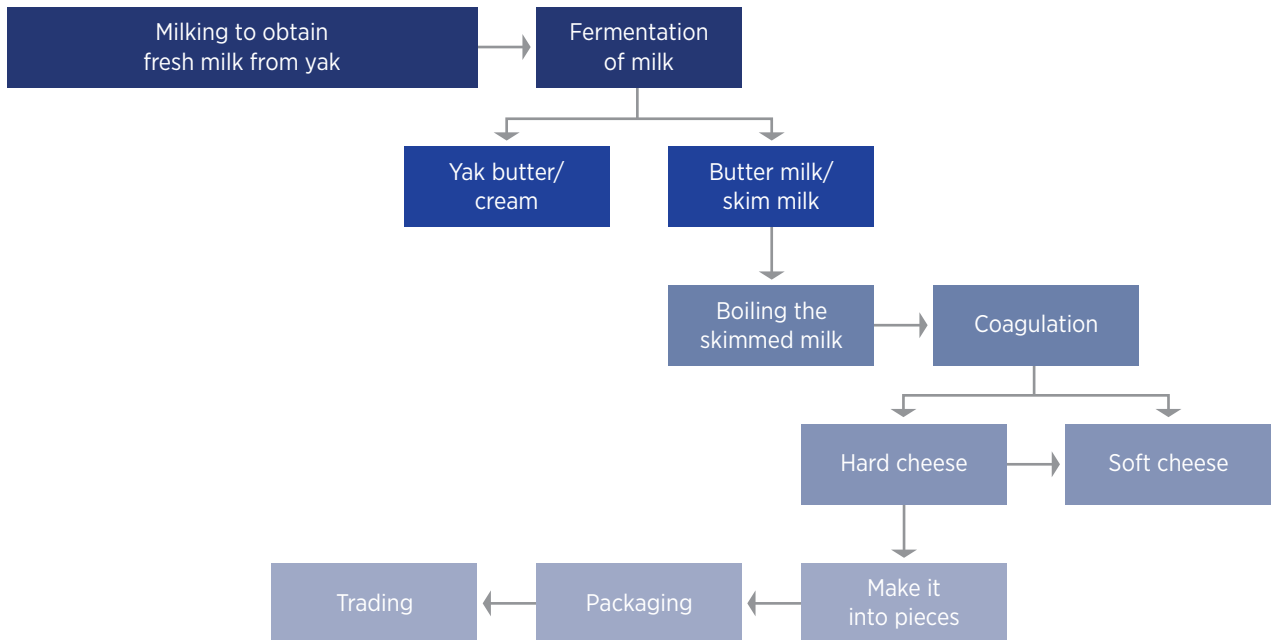 Milking to obtain
fresh milk from yak
Fermentation
of milk
Yak butter/
cream
Butter milk/
skim milk
Boiling the
skimmed milk
Coagulation
Hard cheese
Soft cheese
Trading
Packaging
Make it
into pieces